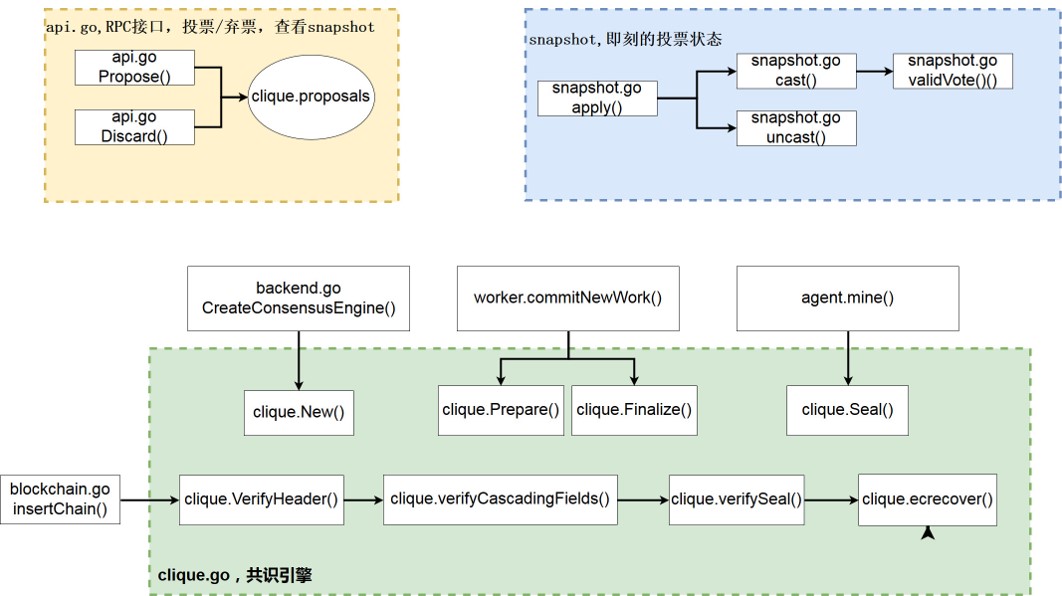 api.go,RPC接口，投票/弃票，查看snapshot
api.go
Propose()
api.go
Discard()
clique.proposals
snapshot,即刻的投票状态
snapshot.go
apply()
snapshot.go
cast()
snapshot.go
validVote()()
snapshot.go
uncast()
backend.go
CreateConsensusEngine()
worker.commitNewWork()
agent.mine()
clique.New()
clique.Prepare()
clique.Finalize()
clique.Seal()
blockchain.go
insertChain()
clique.VerifyHeader()
clique.verifyCascadingFields()
clique.verifySeal()
clique.ecrecover()
clique.go，共识引擎